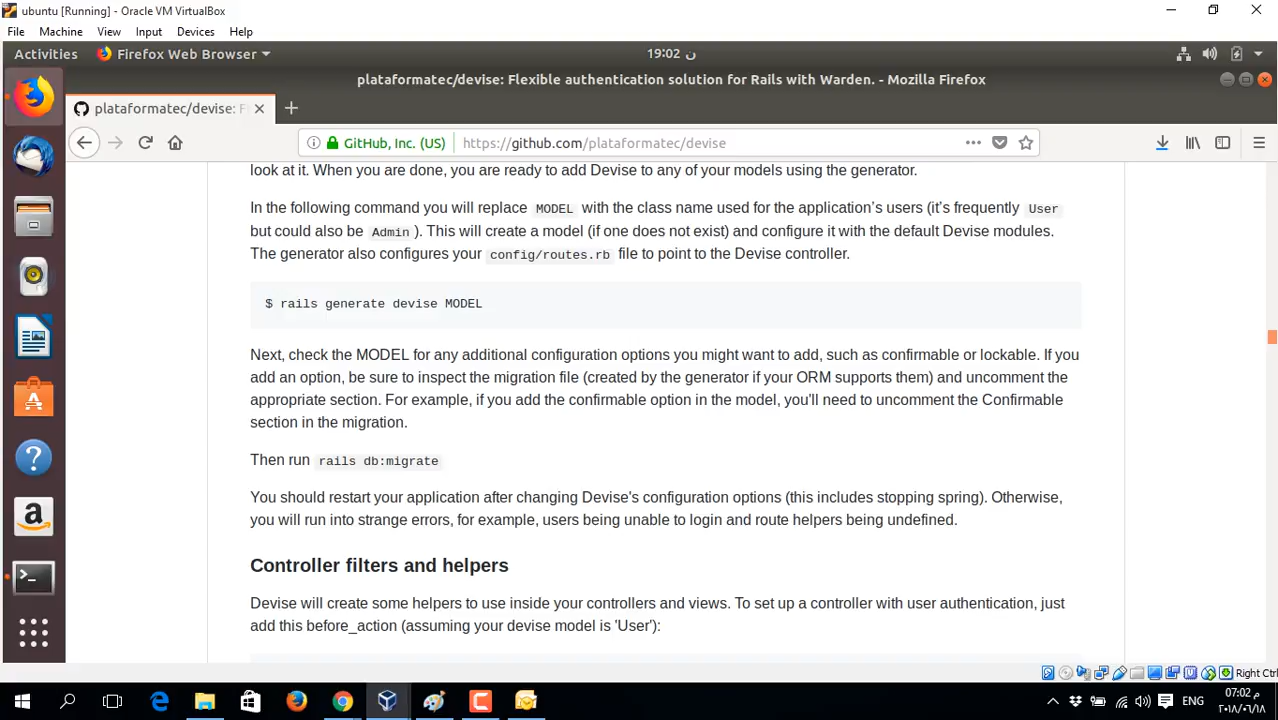 ubuntu [Running] - Oracle VM VirtualBox
File Machine View Input Devices Help
Activities Firefox Web Browser ن 19:02
plataformatec/devise: Flexible authentication solution for Rails with Warden. - Mozilla Firefox
plataformatec/devise: F
GitHub, Inc. (US) https://github.com/plataformatec/devise
look at it. When you are done, you are ready to add Devise to any of your models using the generator.
In the following command you will replace MODEL with the class name used for the application's users (it's frequently User
but could also be Admin ). This will create a model (if one does not exist) and configure it with the default Devise modules.
The generator also configures your config/routes.rb file to point to the Devise controller.
$ rails generate devise MODEL
Next, check the MODEL for any additional configuration options you might want to add, such as confirmable or lockable. If you
add an option, be sure to inspect the migration file (created by the generator if your ORM supports them) and uncomment the
appropriate section. For example, if you add the confirmable option in the model, you'll need to uncomment the Confirmable
section in the migration.
Then run rails db:migrate
You should restart your application after changing Devise's configuration options (this includes stopping spring). Otherwise,
you will run into strange errors, for example, users being unable to login and route helpers being undefined.
Controller filters and helpers
Devise will create some helpers to use inside your controllers and views. To set up a controller with user authentication, just
add this before_action (assuming your devise model is 'User'):
Right Ctrl
ENG
07:02 م
٢٠١٨/٠٦/١٨